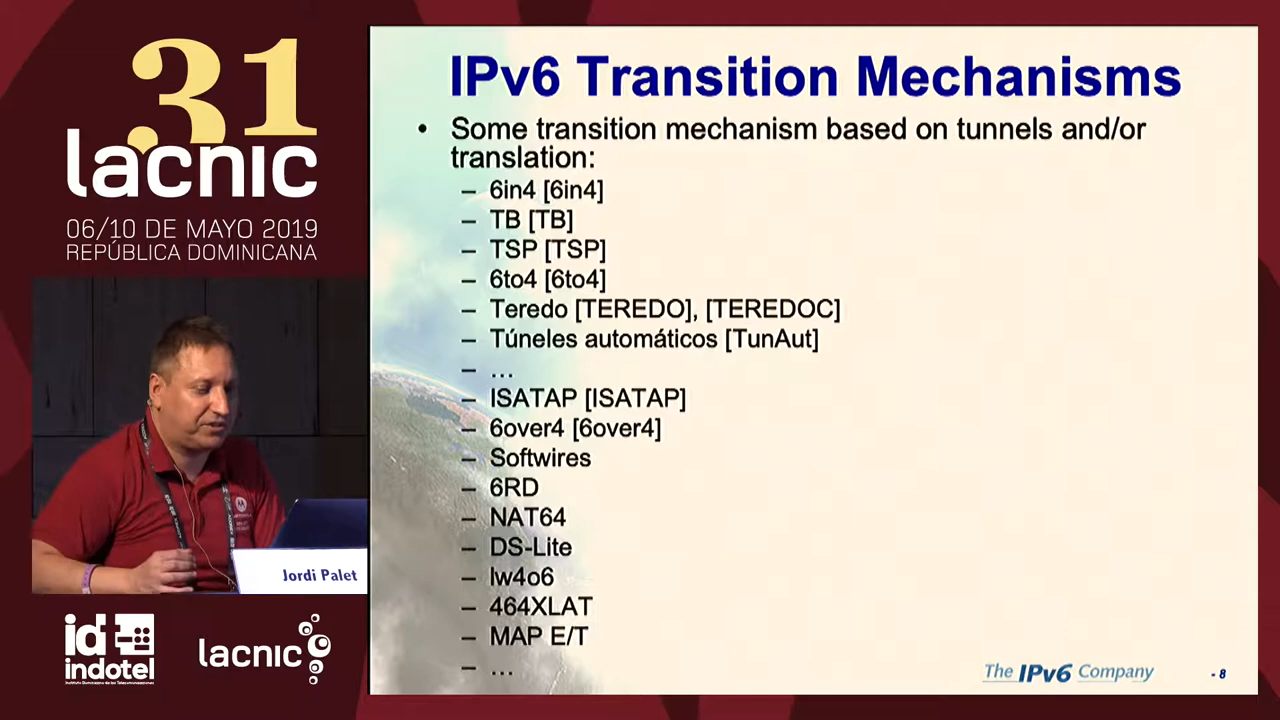 31
lacnic
06/10 DE MAYO 2019
REPÚBLICA DOMINICANA
Jordi Palet
id
indotel
lacnic
IPv6 Transition Mechanisms
• Some transition mechanism based on tunnels and/or
translation:
– 6in4 [6in4]
– TB [TB]
– TSP [TSP]
– 6to4 [6to4]
– Teredo [TEREDO], [TEREDOC]
– Túneles automáticos [TunAut]
– …
– ISATAP [ISATAP]
– 6over4 [6over4]
– Softwires
– 6RD
– NAT64
– DS-Lite
– lw4o6
– 464XLAT
– MAP E/T
– …
The IPv6 Company
- 8